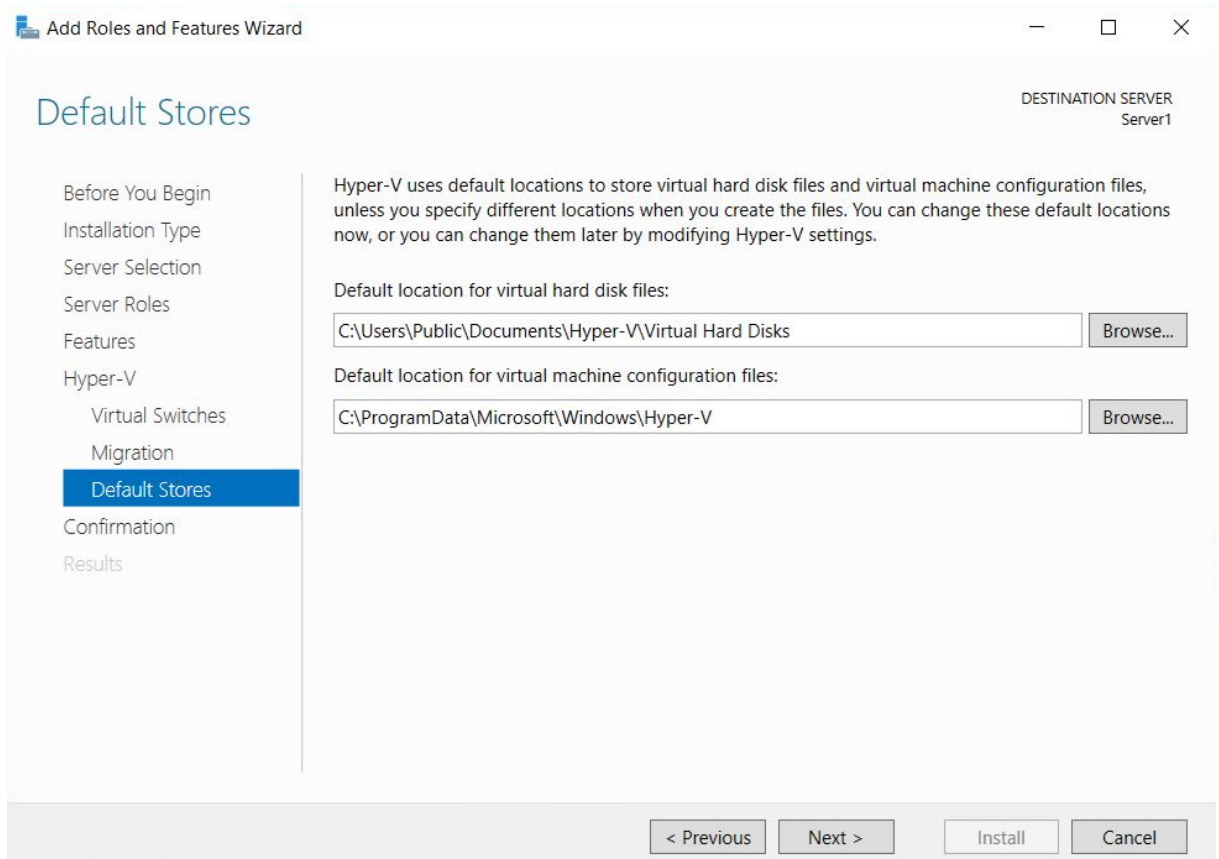 Add Roles and Features Wizard
Default Stores
DESTINATION SERVER
Server1
Before You Begin
Installation Type
Server Selection
Server Roles
Features
Hyper-V
Virtual Switches
Migration
Default Stores
Confirmation
Results
Hyper-V uses default locations to store virtual hard disk files and virtual machine configuration files,
unless you specify different locations when you create the files. You can change these default locations
now, or you can change them later by modifying Hyper-V settings.
Default location for virtual hard disk files:
C:\Users\Public\Documents\Hyper-V\Virtual Hard Disks
Browse...
Default location for virtual machine configuration files:
C:\ProgramData\Microsoft\Windows\Hyper-V
Browse...
< Previous
Next >
Install
Cancel